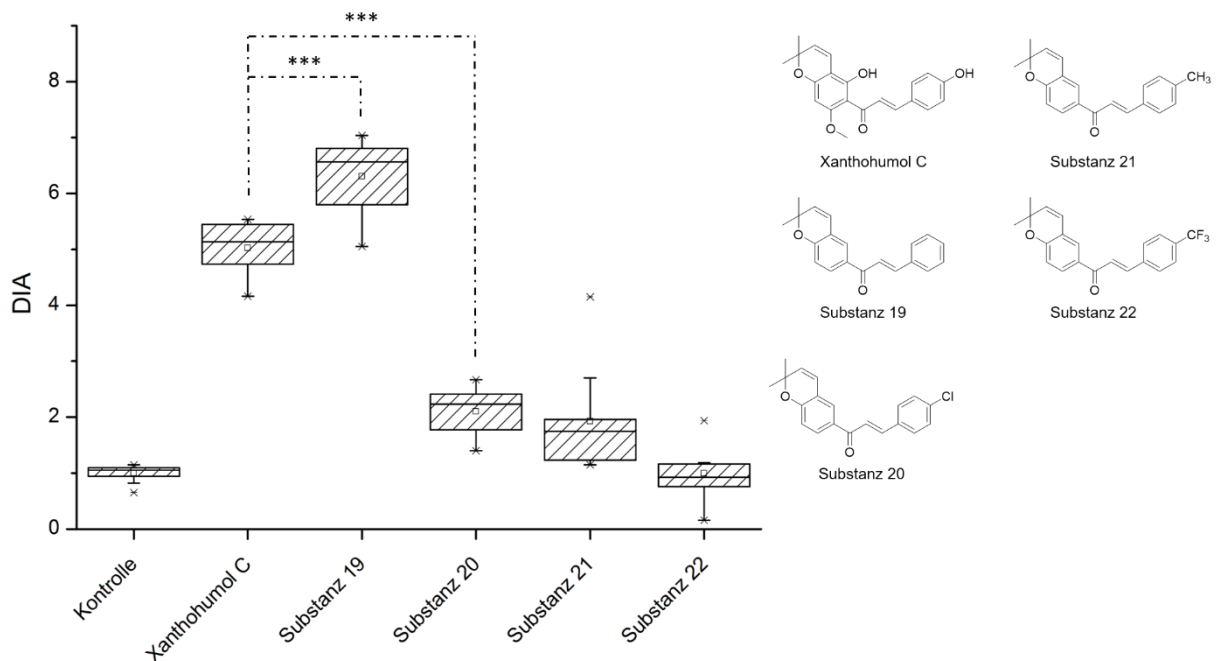 ***
***
8
6
4
2
0
DIA
Kontrolle
Xanthohumol C
Substanz 19
Substanz 20
Substanz 21
Substanz 22
O
OH
OH
O
O
Xanthohumol C
O
CH3
O
Substanz 21
O
O
Substanz 19
O
CF3
O
Substanz 22
O
Cl
O
Substanz 20